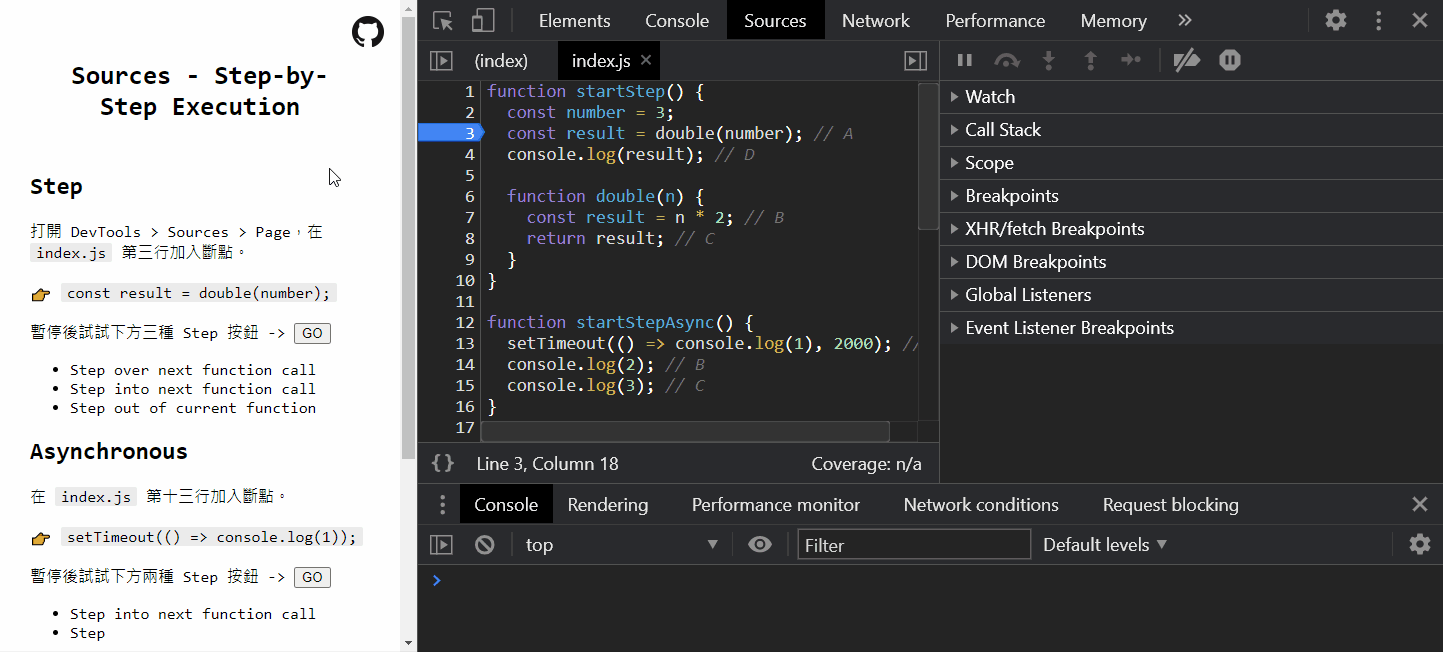 Sources - Step-by-
Step Execution
Step
打開 DevTools > Sources > Page，在
index.js 第三行加入斷點。
👉 const result = double(number);
暫停後試試下方三種 Step 按鈕 -> GO
• Step over next function call
• Step into next function call
• Step out of current function
Asynchronous
在 index.js 第十三行加入斷點。
👉 setTimeout(() => console.log(1));
暫停後試試下方兩種 Step 按鈕 -> GO
• Step into next function call
• Step
Elements Console Sources Network Performance Memory »
(index) index.js ×
1 function startStep() {
2 const number = 3;
3 const result = double(number); // A
4 console.log(result); // D
5
6 function double(n) {
7 const result = n * 2; // B
8 return result; // C
9 }
10 }
11
12 function startStepAsync() {
13 setTimeout(() => console.log(1), 2000); //
14 console.log(2); // B
15 console.log(3); // C
16 }
17
{} Line 3, Column 18 Coverage: n/a
Watch
Call Stack
Scope
Breakpoints
XHR/fetch Breakpoints
DOM Breakpoints
Global Listeners
Event Listener Breakpoints
Console Rendering Performance monitor Network conditions Request blocking
top Filter Default levels
>